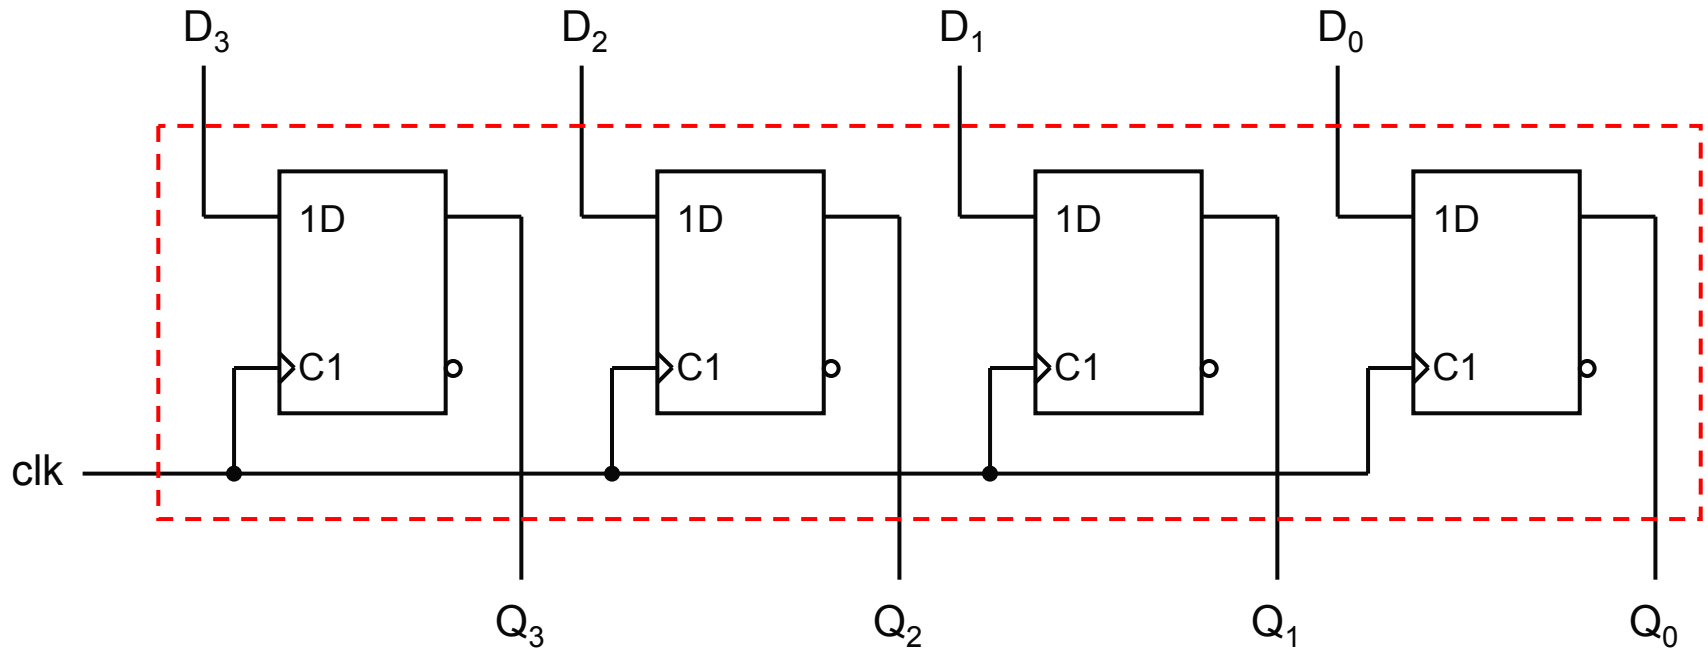 D₃ D₂ D₁ D₀
1D 1D 1D 1D
C1 C1 C1 C1
clk
Q₃ Q₂ Q₁ Q₀